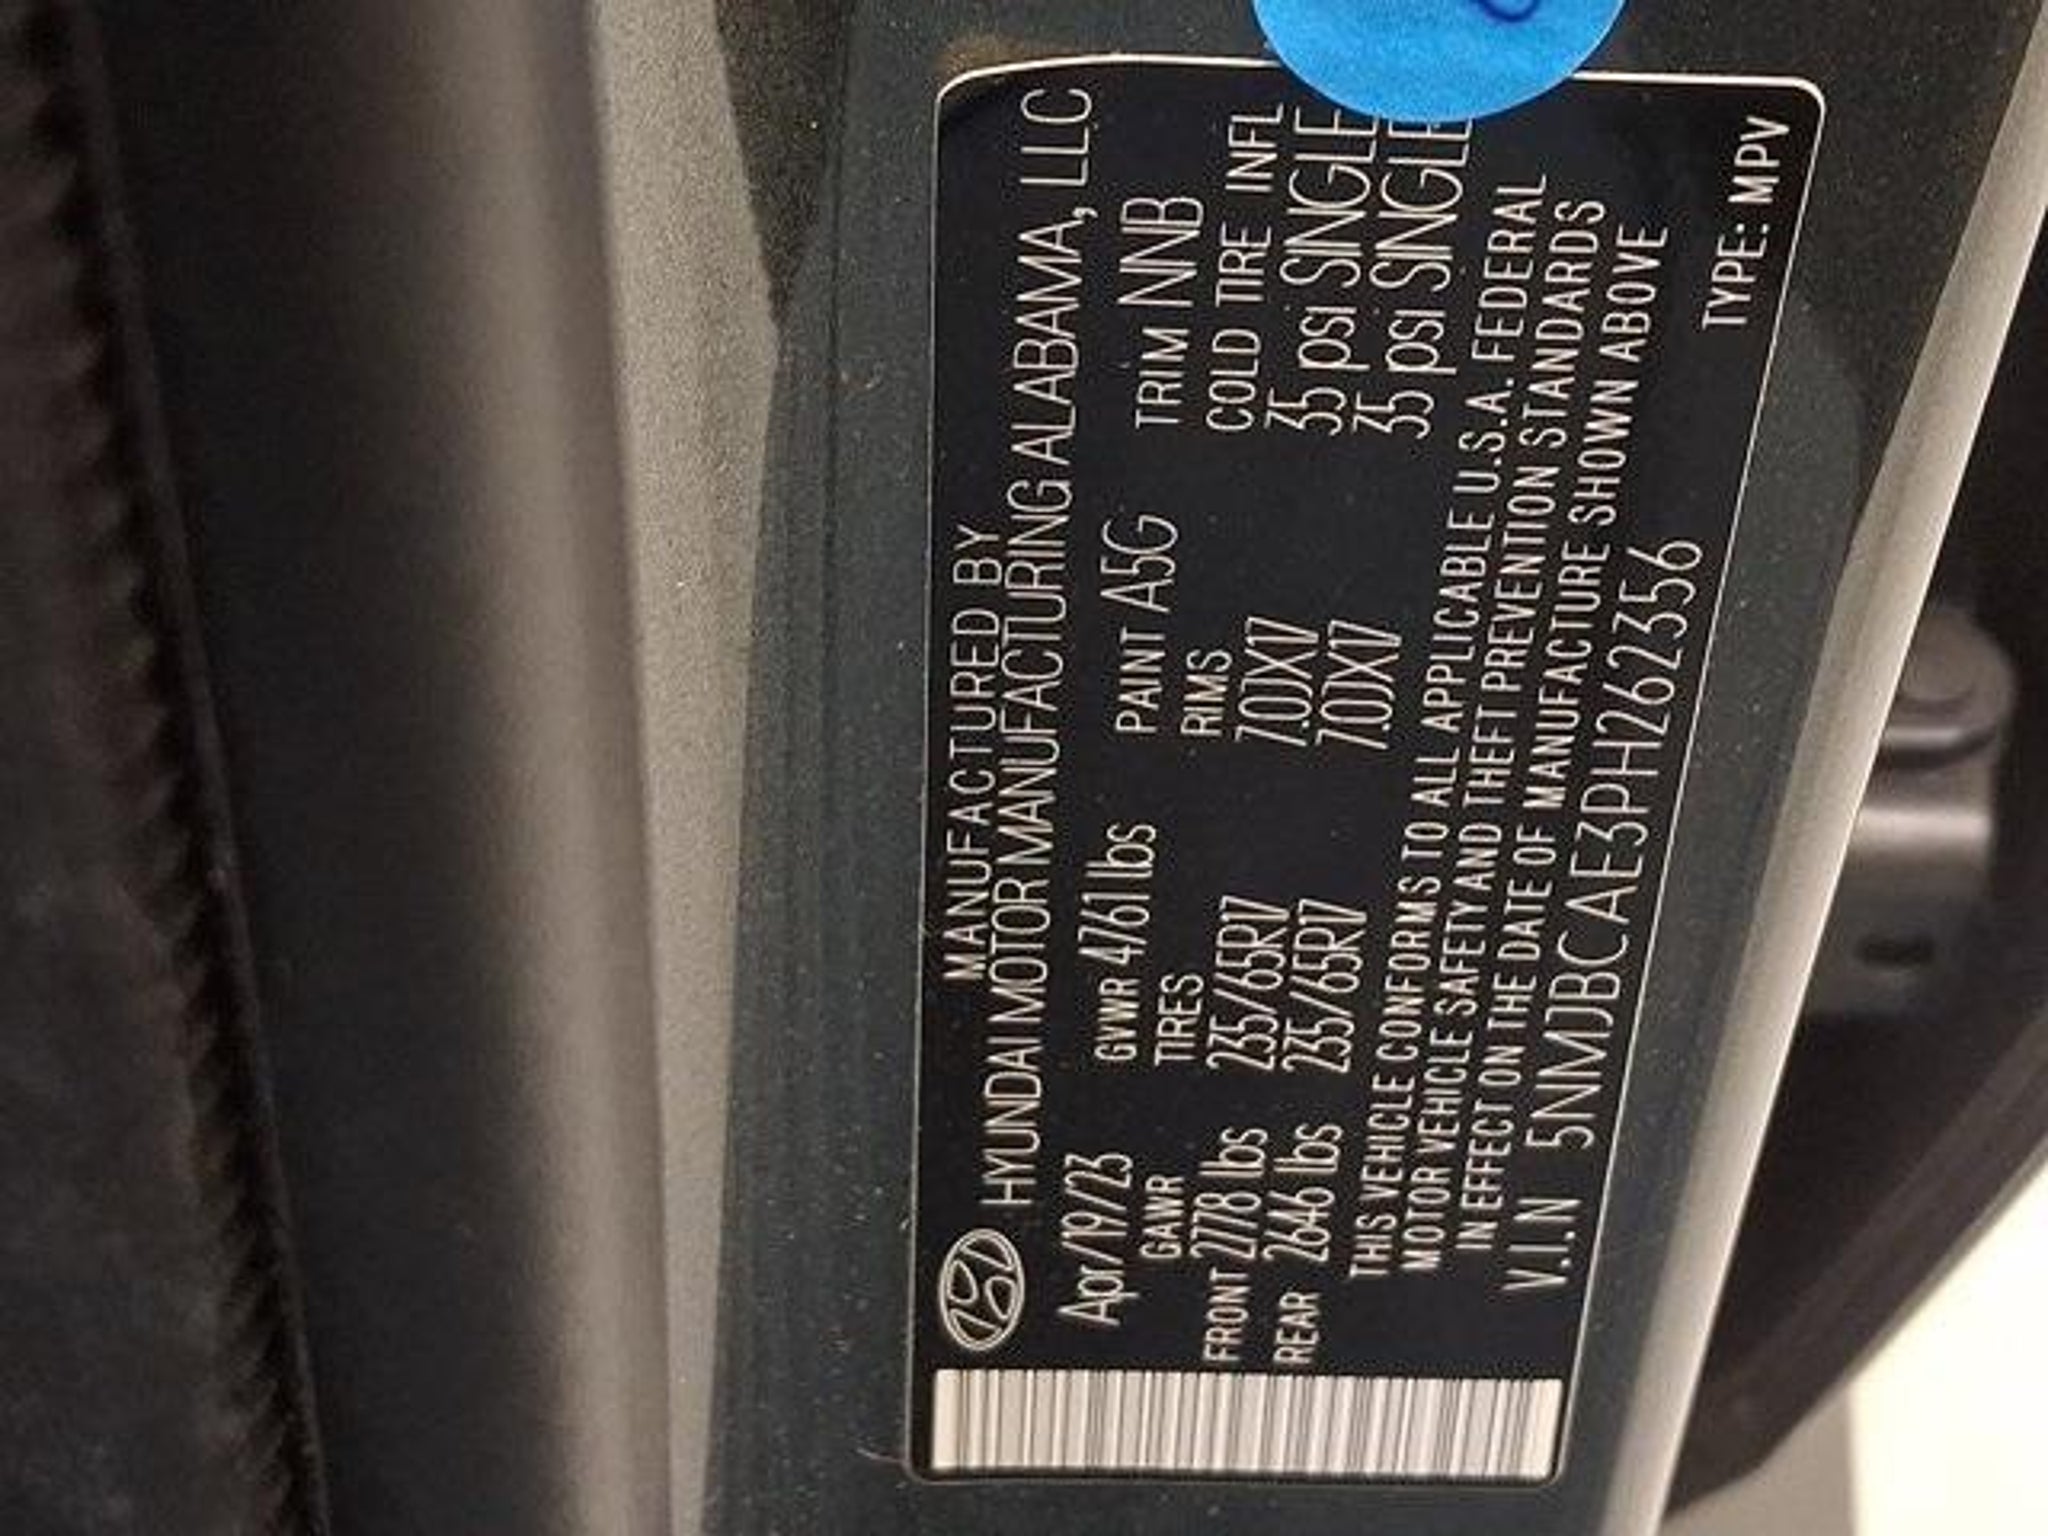 MANUFACTURED BY
HYUNDAI MOTOR MANUFACTURING ALABAMA, LLC
Apr/19/23 GVWR 4761 lbs PAINT A5G TRIM NNB
GAWR TIRES RIMS COLD TIRE INFL
FRONT 2778 lbs 235/65R17 7.0JX17 35 psi SINGLE
REAR 2646 lbs 235/65R17 7.0JX17 35 psi SINGLE
THIS VEHICLE CONFORMS TO ALL APPLICABLE U.S.A. FEDERAL
MOTOR VEHICLE SAFETY AND THEFT PREVENTION STANDARDS
IN EFFECT ON THE DATE OF MANUFACTURE SHOWN ABOVE
V.I.N 5NMJBCAE3PH262356
TYPE: MPV